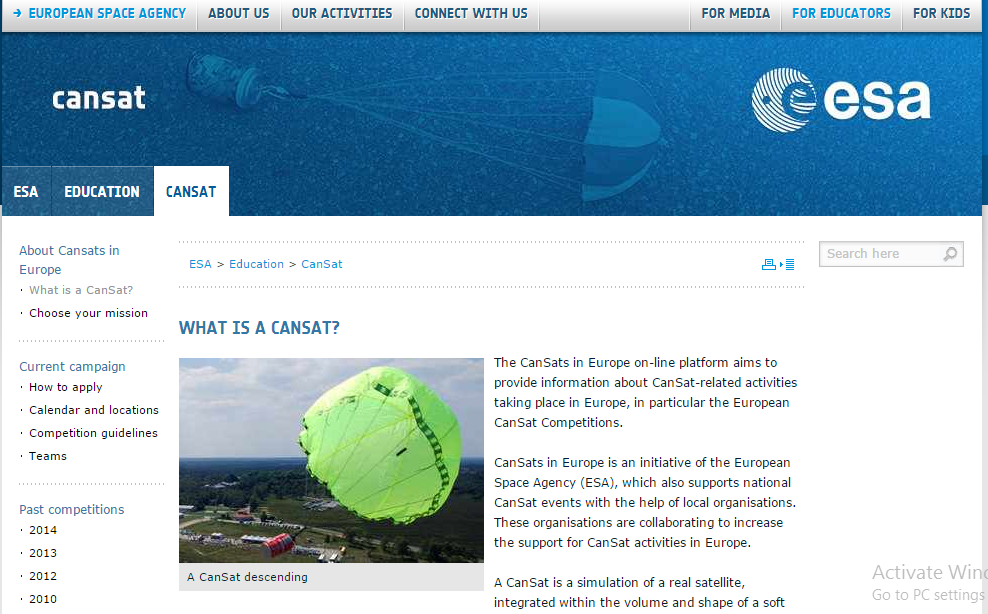 → EUROPEAN SPACE AGENCY ABOUT US OUR ACTIVITIES CONNECT WITH US FOR MEDIA FOR EDUCATORS FOR KIDS
cansat
esa
ESA EDUCATION CANSAT
About Cansats in
Europe
· What is a CanSat?
· Choose your mission
Current campaign
· How to apply
· Calendar and locations
· Competition guidelines
· Teams
Past competitions
· 2014
· 2013
· 2012
· 2010
ESA > Education > CanSat
Search here
WHAT IS A CANSAT?
A CanSat descending
The CanSats in Europe on-line platform aims to
provide information about CanSat-related activities
taking place in Europe, in particular the European
CanSat Competitions.
CanSats in Europe is an initiative of the European
Space Agency (ESA), which also supports national
CanSat events with the help of local organisations.
These organisations are collaborating to increase
the support for CanSat activities in Europe.
A CanSat is a simulation of a real satellite,
integrated within the volume and shape of a soft
Activate Wind
Go to PC settings